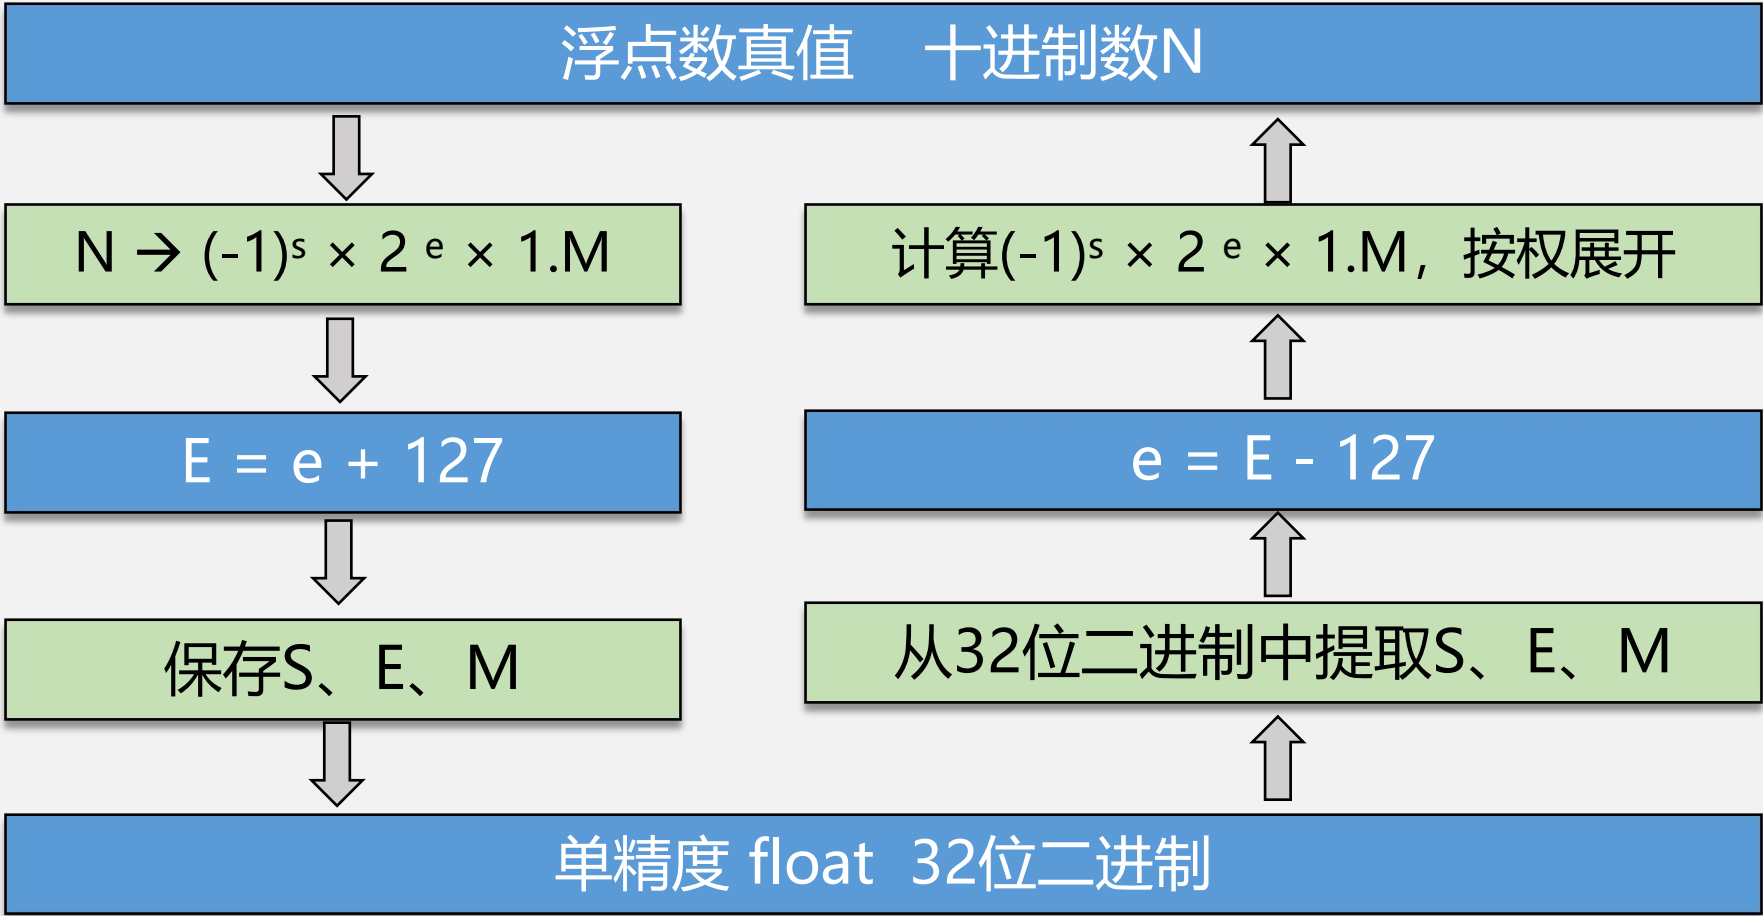 浮点数真值 十进制数N
N → (-1)ˢ × 2 ᵉ × 1.M
计算(-1)ˢ × 2 ᵉ × 1.M，按权展开
E = e + 127
e = E - 127
保存S、E、M
从32位二进制中提取S、E、M
单精度 float 32位二进制